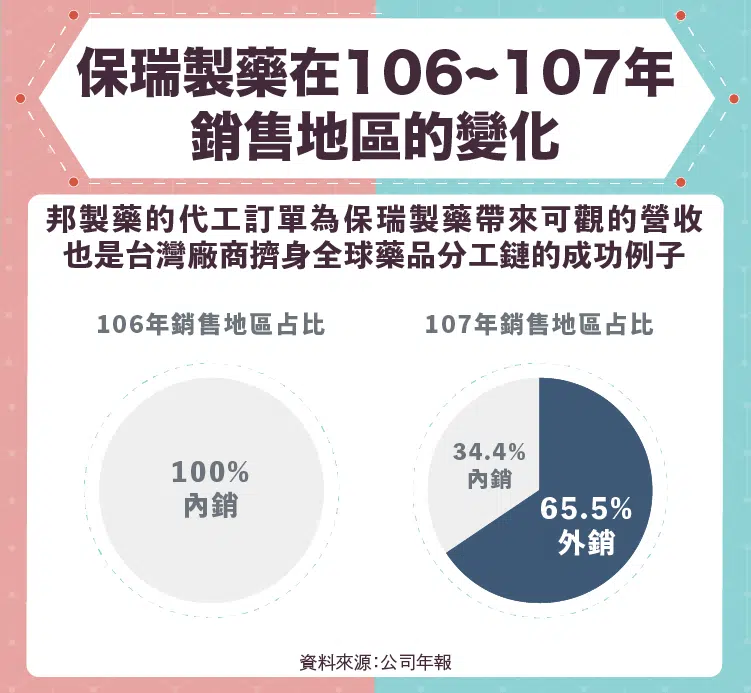 保瑞製藥在106~107年
銷售地區的變化
邦製藥的代工訂單為保瑞製藥帶來可觀的營收
也是台灣廠商擠身全球藥品分工鏈的成功例子
106年銷售地區占比
107年銷售地區占比
100%
內銷
34.4%
內銷
65.5%
外銷
資料來源:公司年報